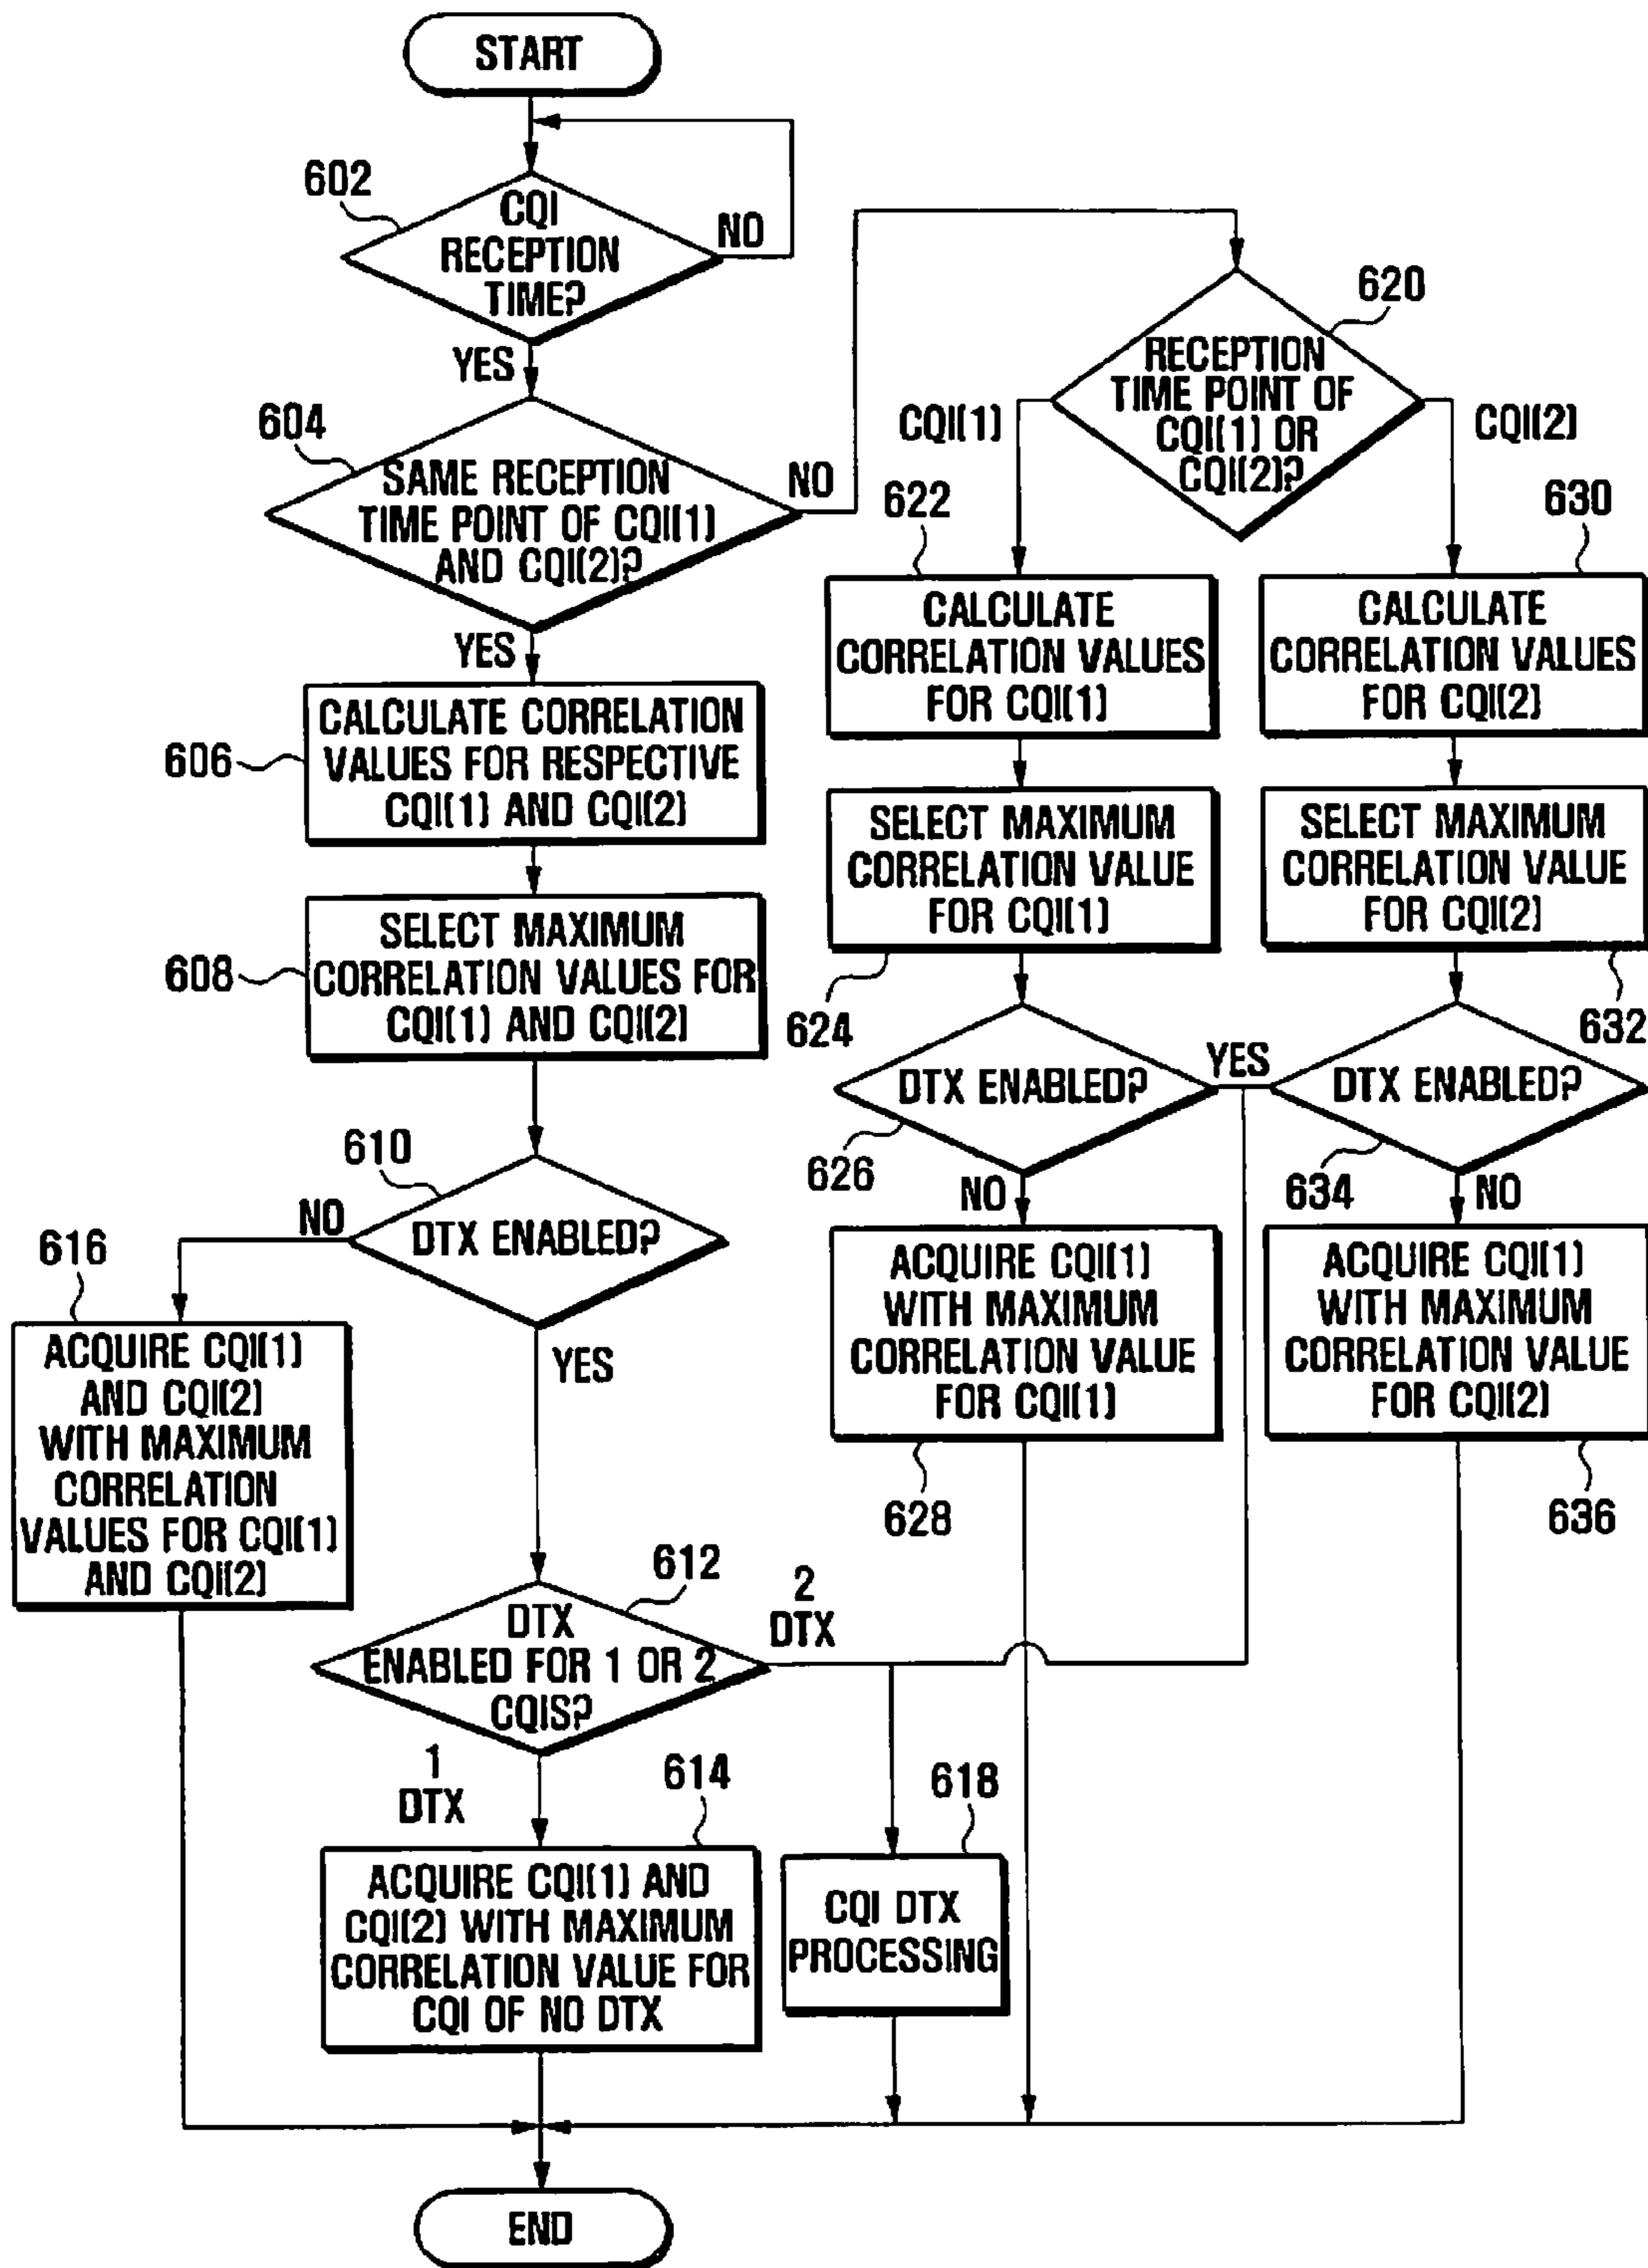 START
602
CQI
RECEPTION
TIME?
NO
YES
604
SAME RECEPTION
TIME POINT OF CQI(1)
AND CQI(2)?
NO
YES
606
CALCULATE CORRELATION
VALUES FOR RESPECTIVE
CQI(1) AND CQI(2)
608
SELECT MAXIMUM
CORRELATION VALUES FOR
CQI(1) AND CQI(2)
610
DTX ENABLED?
NO
YES
616
ACQUIRE CQI(1)
AND CQI(2)
WITH MAXIMUM
CORRELATION
VALUES FOR CQI(1)
AND CQI(2)
612
DTX
ENABLED FOR 1 OR 2
CQIS?
2
DTX
1
DTX
614
ACQUIRE CQI(1) AND
CQI(2) WITH MAXIMUM
CORRELATION VALUE FOR
CQI OF NO DTX
618
CQI DTX
PROCESSING
620
RECEPTION
TIME POINT OF
CQI(1) OR
CQI(2)?
CQI(1)
CQI(2)
622
CALCULATE
CORRELATION VALUES
FOR CQI(1)
624
SELECT MAXIMUM
CORRELATION VALUE
FOR CQI(1)
626
DTX ENABLED?
YES
NO
628
ACQUIRE CQI(1)
WITH MAXIMUM
CORRELATION VALUE
FOR CQI(1)
630
CALCULATE
CORRELATION VALUES
FOR CQI(2)
632
SELECT MAXIMUM
CORRELATION VALUE
FOR CQI(2)
634
DTX ENABLED?
NO
636
ACQUIRE CQI(1)
WITH MAXIMUM
CORRELATION VALUE
FOR CQI(2)
END